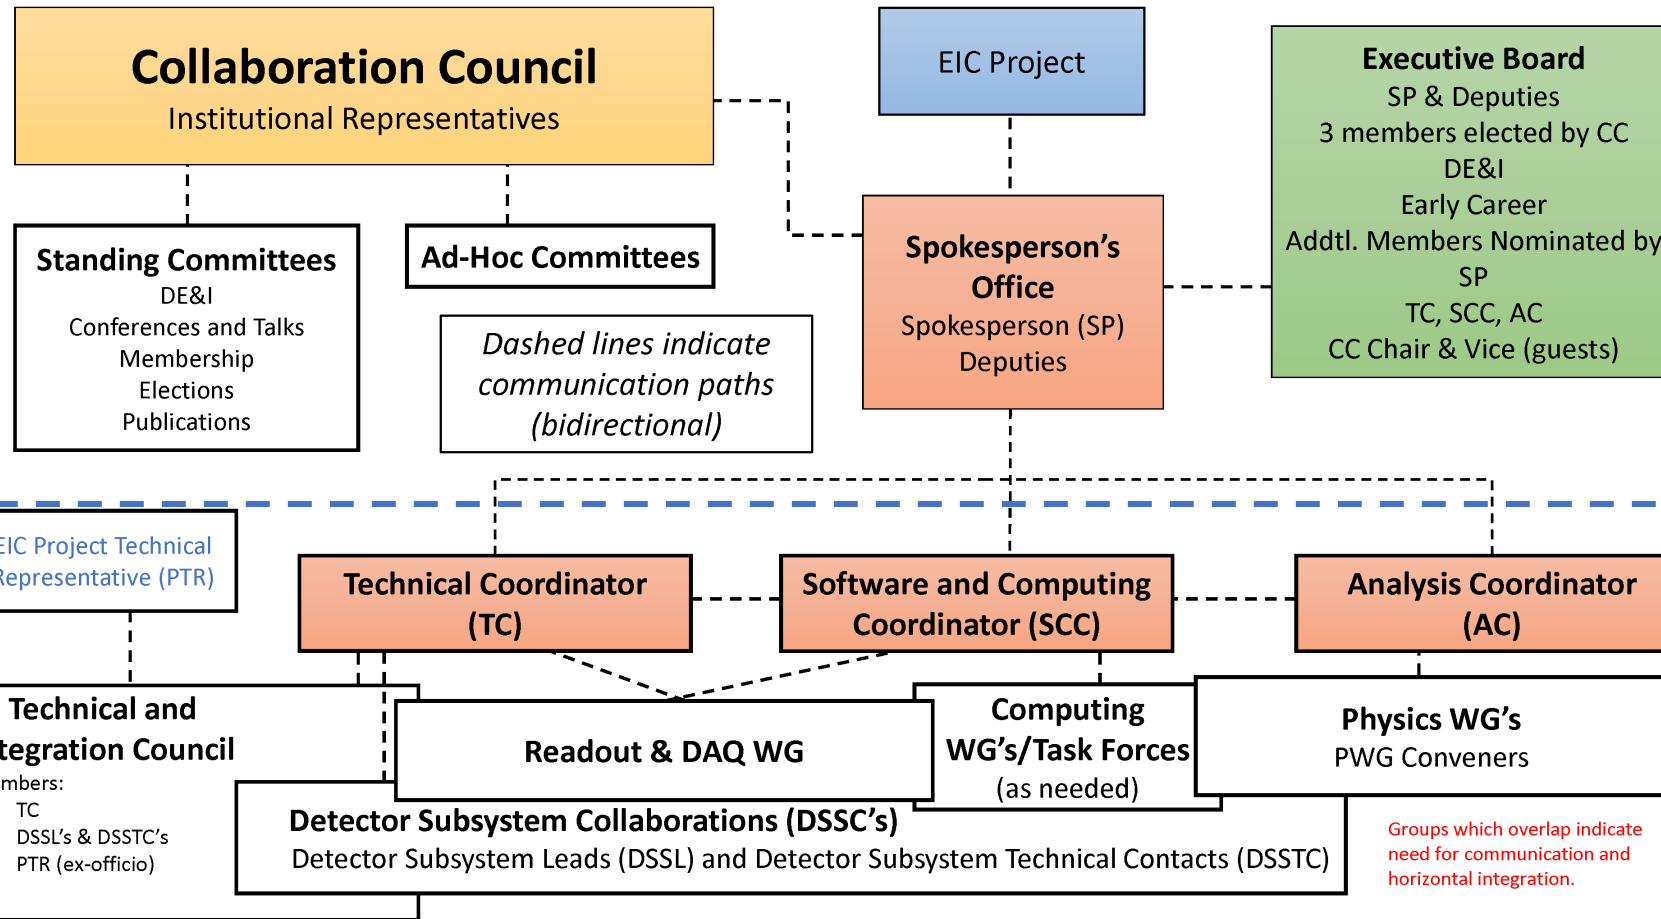 Collaboration Council
Institutional Representatives
EIC Project
Executive Board
SP & Deputies
3 members elected by CC
DE&I
Early Career
Addtl. Members Nominated by
SP
TC, SCC, AC
CC Chair & Vice (guests)
Spokesperson’s
Office
Spokesperson (SP)
Deputies
Standing Committees
DE&I
Conferences and Talks
Membership
Elections
Publications
Ad-Hoc Committees
Dashed lines indicate
communication paths
(bidirectional)
EIC Project Technical
Representative (PTR)
Technical Coordinator
(TC)
Software and Computing
Coordinator (SCC)
Analysis Coordinator
(AC)
Technical and
tegration Council
mbers:
TC
DSSL’s & DSSTC’s
PTR (ex-officio)
Readout & DAQ WG
Computing
WG’s/Task Forces
(as needed)
Physics WG’s
PWG Conveners
Detector Subsystem Collaborations (DSSC’s)
Detector Subsystem Leads (DSSL) and Detector Subsystem Technical Contacts (DSSTC)
Groups which overlap indicate
need for communication and
horizontal integration.